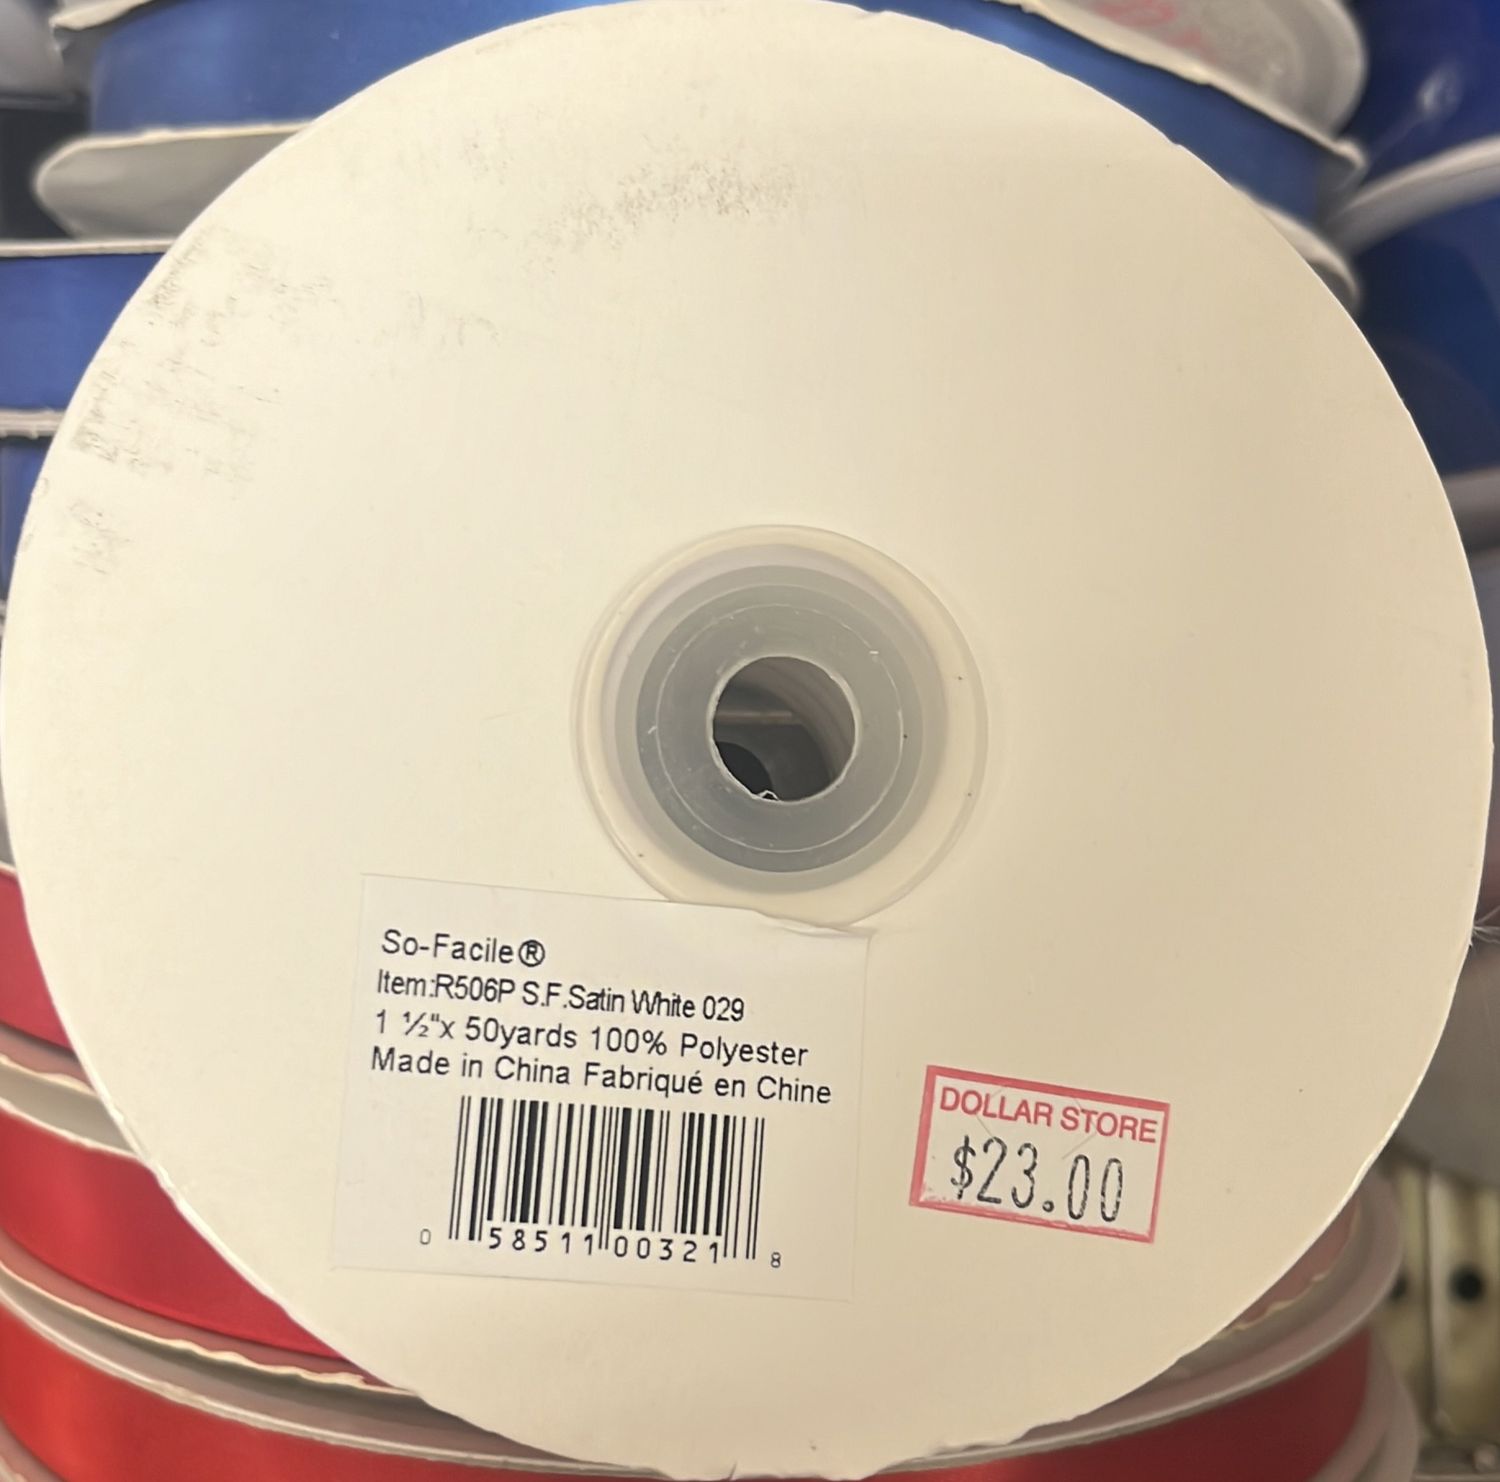 So-Facile®
Item:R506P S.F.Satin White 029
1 ½"x 50yards 100% Polyester
Made in China Fabriqué en Chine
0 58511 00321 8
DOLLAR STORE
$23.00